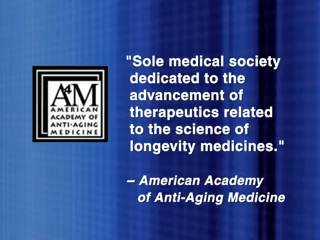 A4M
AMERICAN
ACADEMY OF
ANTI-AGING
MEDICINE
"Sole medical society
dedicated to the
advancement of
therapeutics related
to the science of
longevity medicines."
– American Academy
of Anti-Aging Medicine